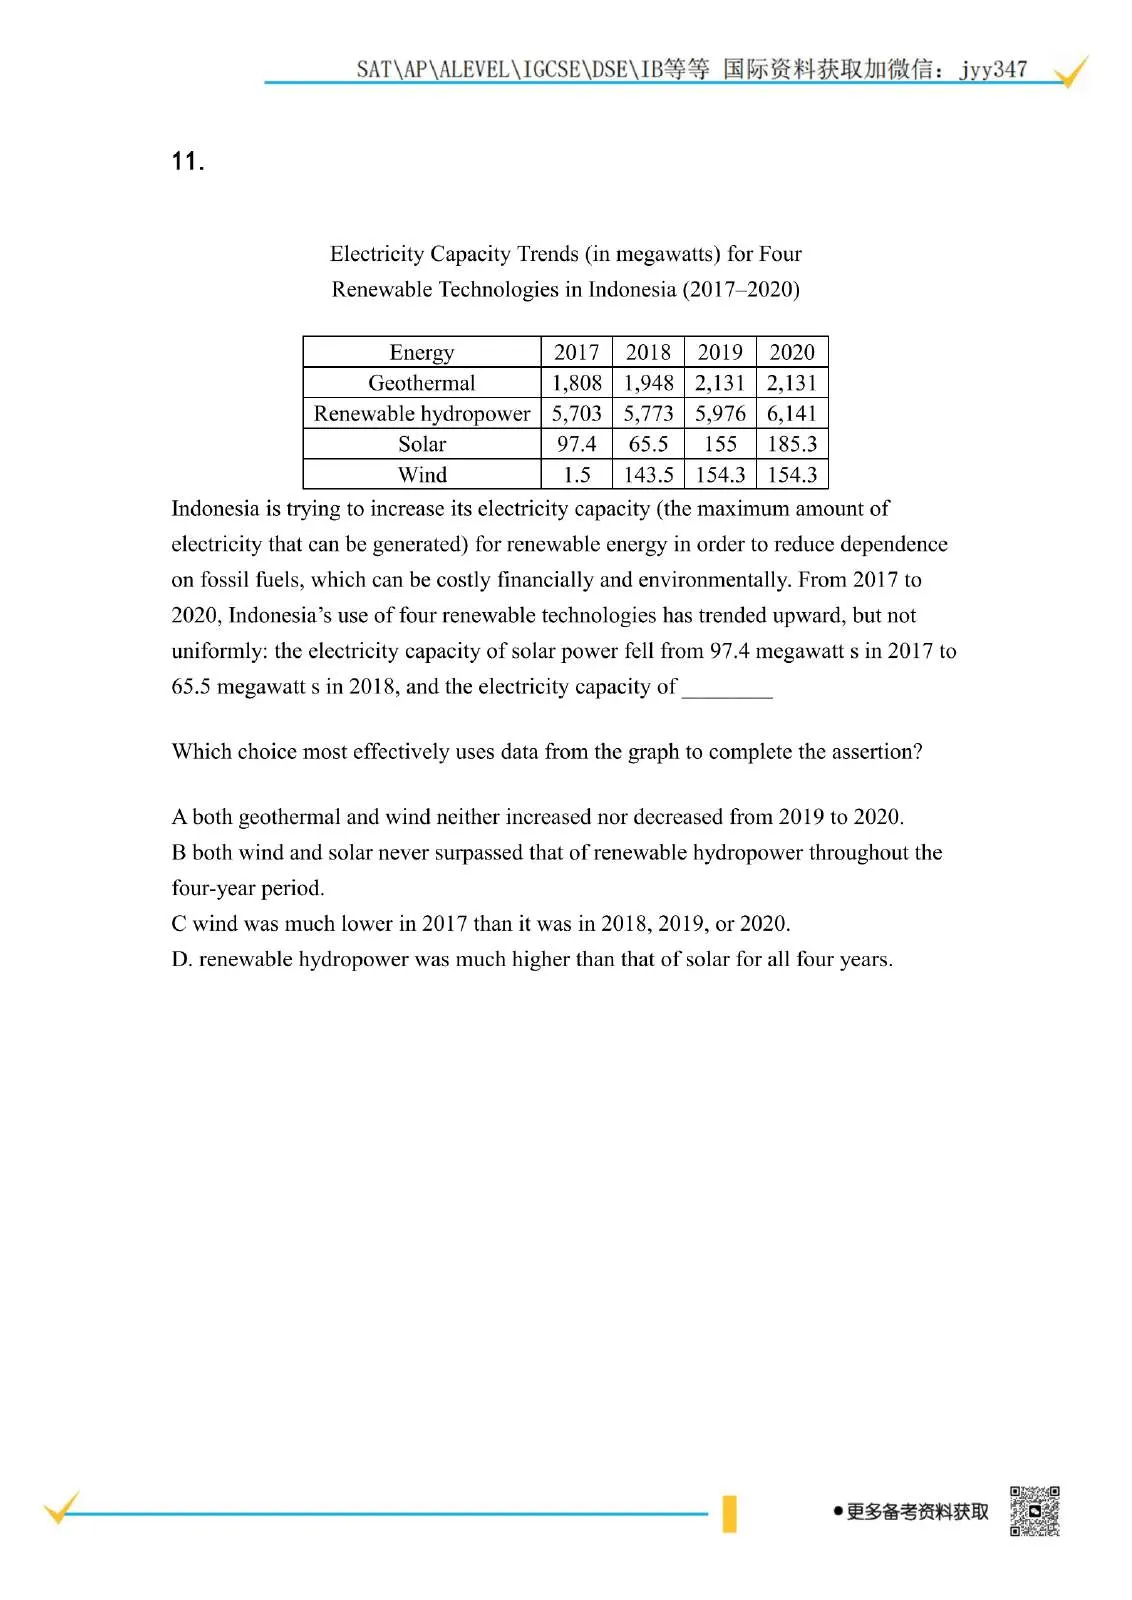 SAT\AP\ALEVEL\IGCSE\DSE\IB等等 国际资料获取加微信：jyy347
11.
Electricity Capacity Trends (in megawatts) for Four
Renewable Technologies in Indonesia (2017–2020)
Energy 2017 2018 2019 2020
Geothermal 1,808 1,948 2,131 2,131
Renewable hydropower 5,703 5,773 5,976 6,141
Solar 97.4 65.5 155 185.3
Wind 1.5 143.5 154.3 154.3
Indonesia is trying to increase its electricity capacity (the maximum amount of
electricity that can be generated) for renewable energy in order to reduce dependence
on fossil fuels, which can be costly financially and environmentally. From 2017 to
2020, Indonesia’s use of four renewable technologies has trended upward, but not
uniformly: the electricity capacity of solar power fell from 97.4 megawatt s in 2017 to
65.5 megawatt s in 2018, and the electricity capacity of ________
Which choice most effectively uses data from the graph to complete the assertion?
A both geothermal and wind neither increased nor decreased from 2019 to 2020.
B both wind and solar never surpassed that of renewable hydropower throughout the
four-year period.
C wind was much lower in 2017 than it was in 2018, 2019, or 2020.
D. renewable hydropower was much higher than that of solar for all four years.
●更多备考资料获取